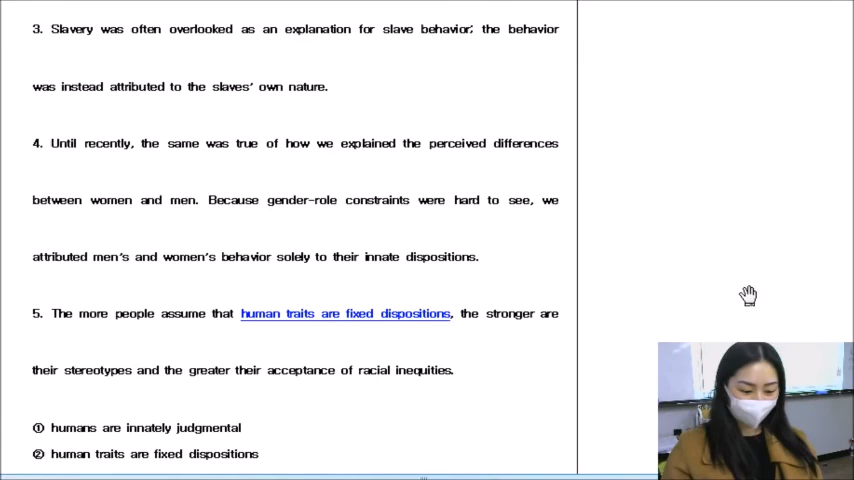 3. Slavery was often overlooked as an explanation for slave behavior; the behavior
was instead attributed to the slaves' own nature.
4. Until recently, the same was true of how we explained the perceived differences
between women and men. Because gender-role constraints were hard to see, we
attributed men's and women's behavior solely to their innate dispositions.
5. The more people assume that human traits are fixed dispositions, the stronger are
their stereotypes and the greater their acceptance of racial inequities.
① humans are innately judgmental
② human traits are fixed dispositions